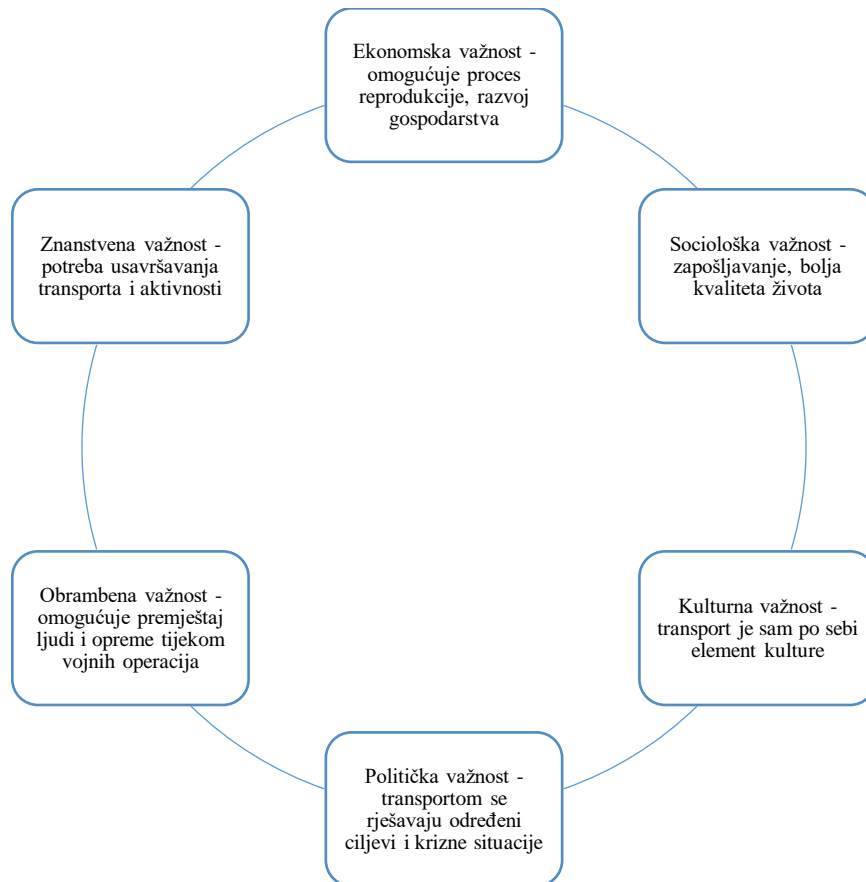 Ekonomska važnost -
omogućuje proces
reprodukcije, razvoj
gospodarstva
Sociološka važnost -
zapošljavanje, bolja
kvaliteta života
Kulturna važnost -
transport je sam po sebi
element kulture
Politička važnost -
transportom se
rješavaju određeni
ciljevi i krizne situacije
Obrambena važnost -
omogućuje premještaj
ljudi i opreme tijekom
vojnih operacija
Znanstvena važnost -
potreba usavršavanja
transporta i aktivnosti